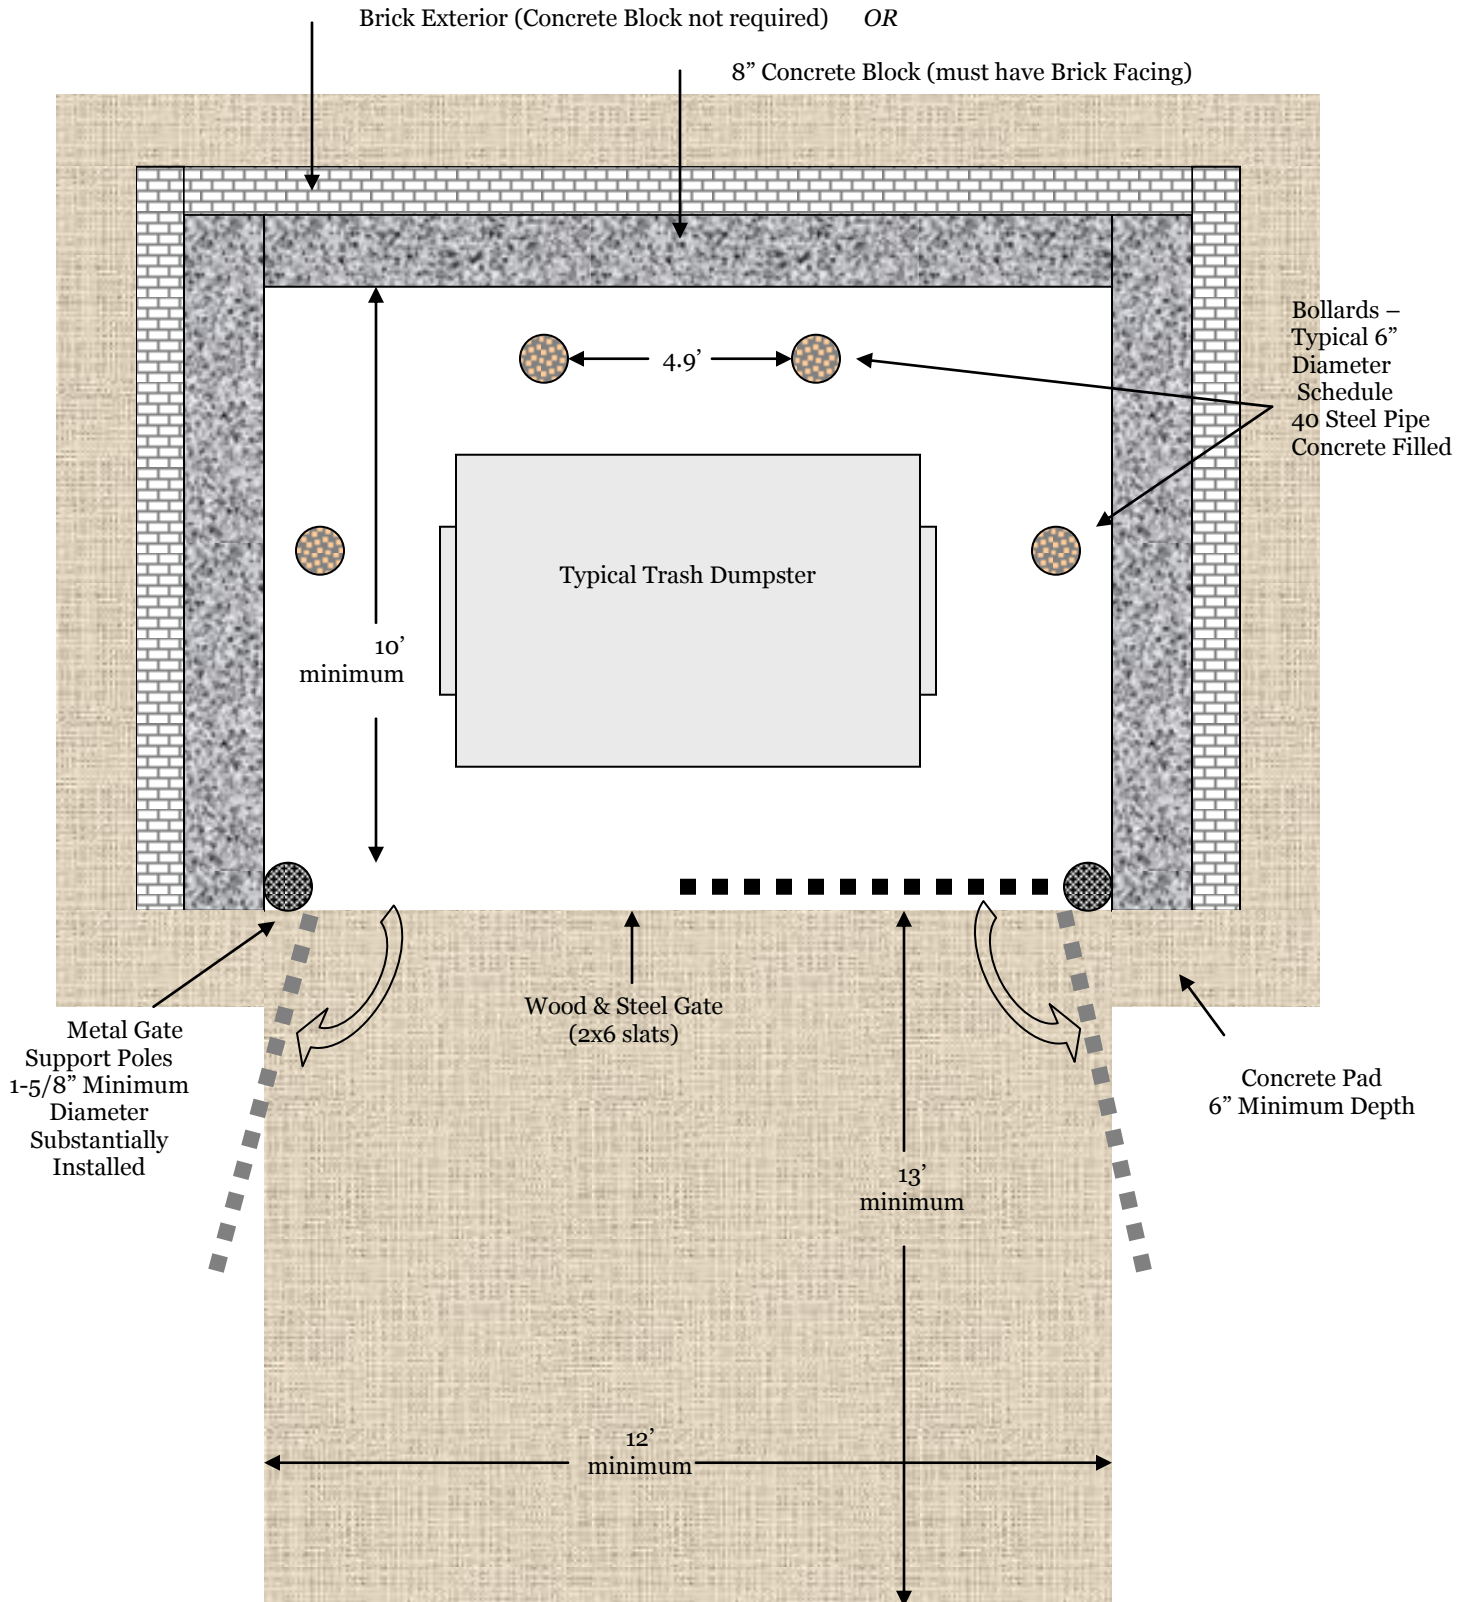 Brick Exterior (Concrete Block not required) OR
8” Concrete Block (must have Brick Facing)
Bollards –
Typical 6”
Diameter
Schedule
40 Steel Pipe
Concrete Filled
4.9’
Typical Trash Dumpster
10’
minimum
Wood & Steel Gate
(2x6 slats)
Metal Gate
Support Poles
1-5/8” Minimum
Diameter
Substantially
Installed
Concrete Pad
6” Minimum Depth
13’
minimum
12’
minimum